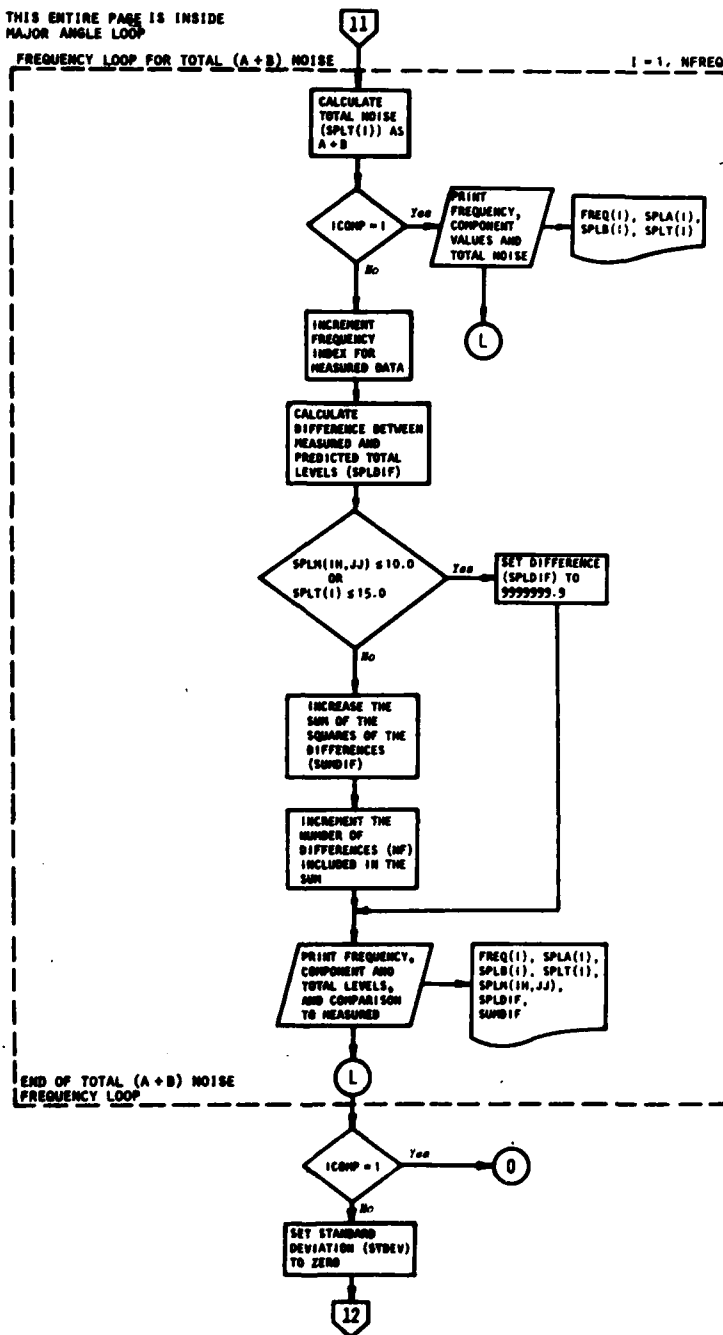 THIS ENTIRE PAGE IS INSIDE
MAJOR ANGLE LOOP
11
FREQUENCY LOOP FOR TOTAL (A + B) NOISE
I = 1, NFREQ
CALCULATE
TOTAL NOISE
(SPLT(I)) AS
A + B
ICOMP = 1
Yes
PRINT
FREQUENCY,
COMPONENT
VALUES AND
TOTAL NOISE
FREQ(I), SPLA(I),
SPLB(I), SPLT(I)
No
L
INCREMENT
FREQUENCY
INDEX FOR
MEASURED DATA
CALCULATE
DIFFERENCE BETWEEN
MEASURED AND
PREDICTED TOTAL
LEVELS (SPLDIF)
SPLM(IH,JJ) ≤ 10.0
OR
SPLT(I) ≤ 15.0
Yes
SET DIFFERENCE
(SPLDIF) TO
9999999.9
No
INCREASE THE
SUM OF THE
SQUARES OF THE
DIFFERENCES
(SUMDIF)
INCREMENT THE
NUMBER OF
DIFFERENCES (NF)
INCLUDED IN THE
SUM
PRINT FREQUENCY,
COMPONENT AND
TOTAL LEVELS,
AND COMPARISON
TO MEASURED
FREQ(I), SPLA(I),
SPLB(I), SPLT(I),
SPLM(IH,JJ),
SPLDIF,
SUMDIF
L
END OF TOTAL (A + B) NOISE
FREQUENCY LOOP
ICOMP = 1
Yes
O
No
SET STANDARD
DEVIATION (STDEV)
TO ZERO
12